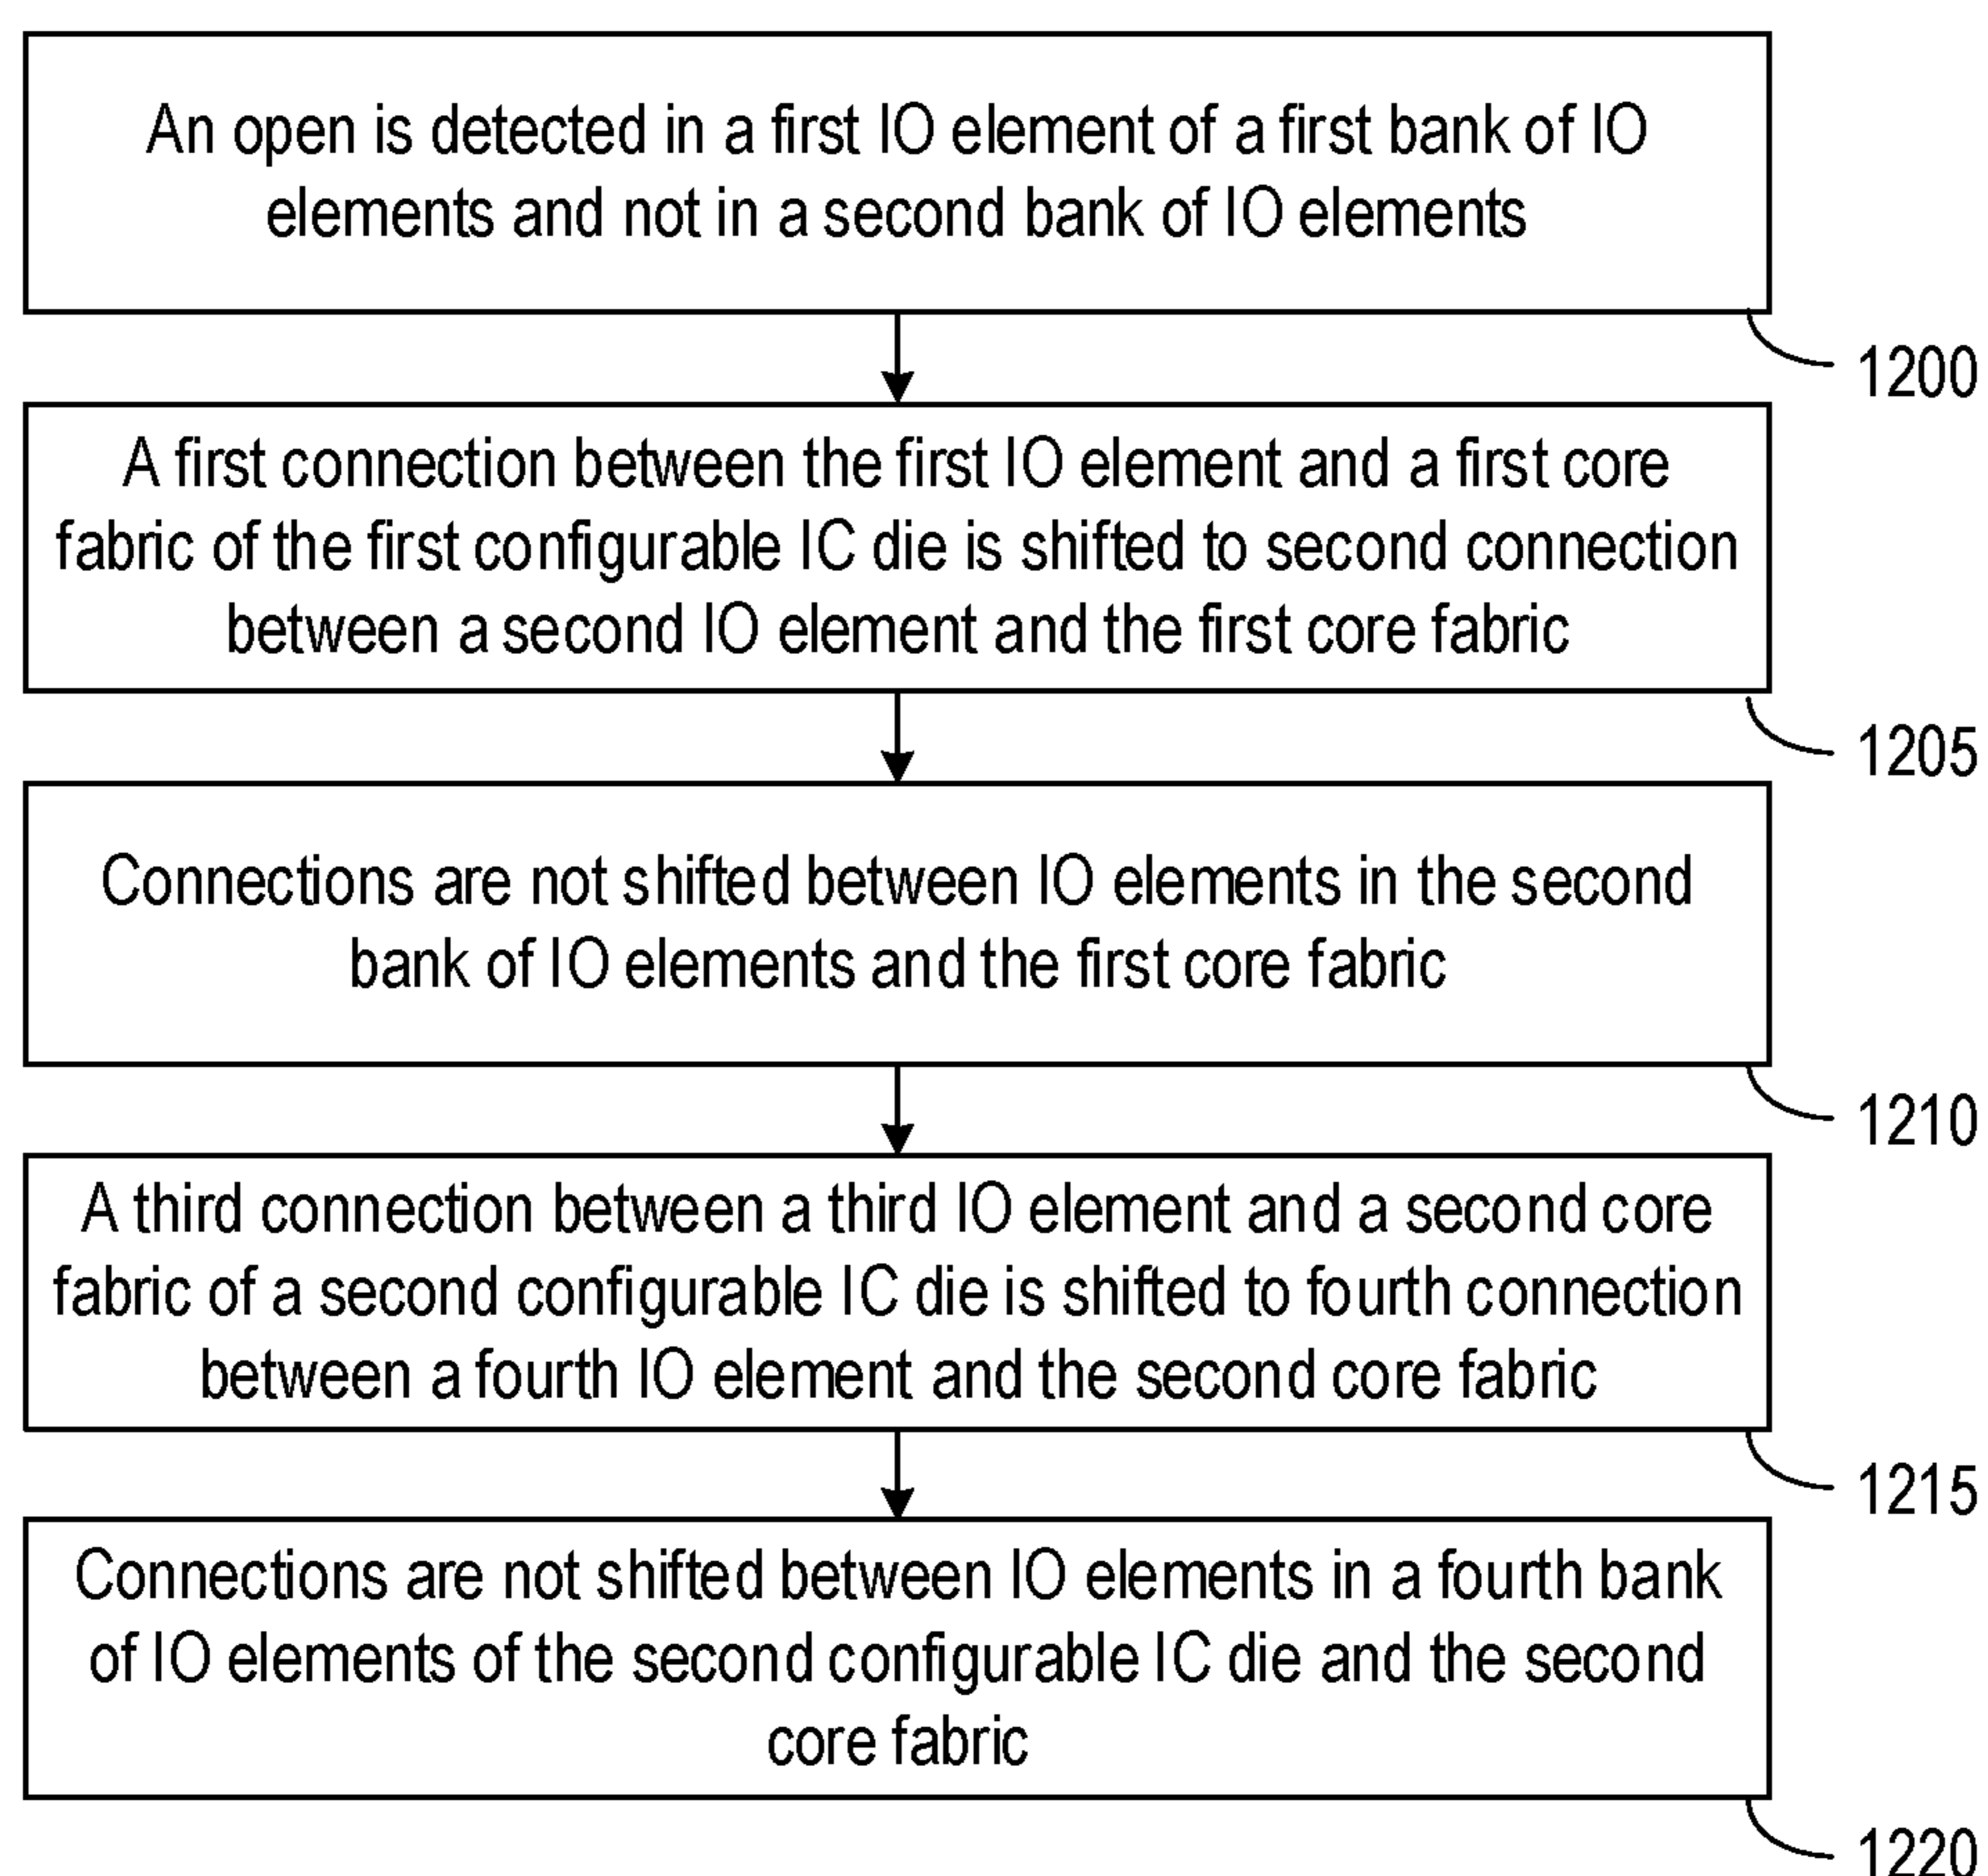 An open is detected in a first IO element of a first bank of IO
elements and not in a second bank of IO elements
1200
A first connection between the first IO element and a first core
fabric of the first configurable IC die is shifted to second connection
between a second IO element and the first core fabric
1205
Connections are not shifted between IO elements in the second
bank of IO elements and the first core fabric
1210
A third connection between a third IO element and a second core
fabric of a second configurable IC die is shifted to fourth connection
between a fourth IO element and the second core fabric
1215
Connections are not shifted between IO elements in a fourth bank
of IO elements of the second configurable IC die and the second
core fabric
1220